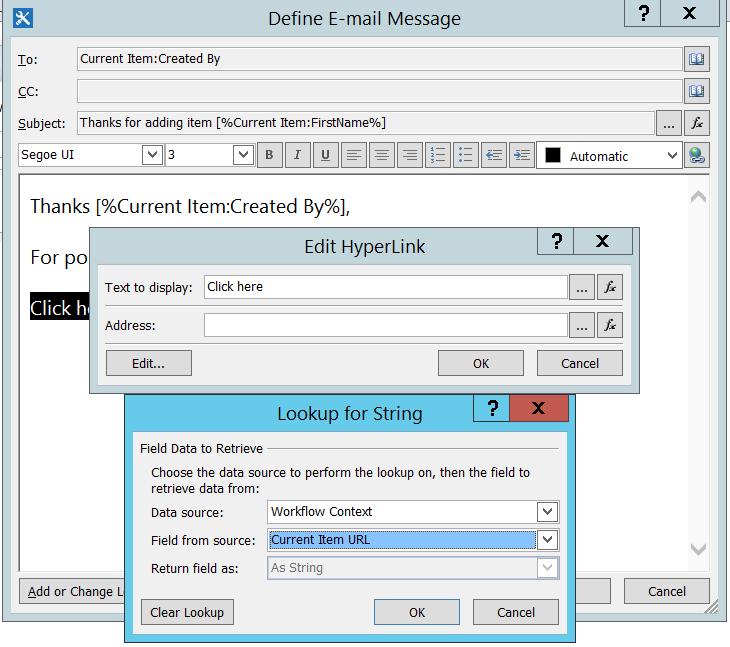 Define E-mail Message
? X
To: Current Item:Created By
CC:
Subject: Thanks for adding item [%Current Item:FirstName%] ... fx
Segoe UI 3 B I U Automatic
Thanks [%Current Item:Created By%],
For po
Click h
Edit HyperLink
? X
Text to display: Click here ... fx
Address: ... fx
Edit... OK Cancel
Lookup for String
? X
Field Data to Retrieve
Choose the data source to perform the lookup on, then the field to
retrieve data from:
Data source: Workflow Context
Field from source: Current Item URL
Return field as: As String
Clear Lookup OK Cancel
Add or Change L Cancel